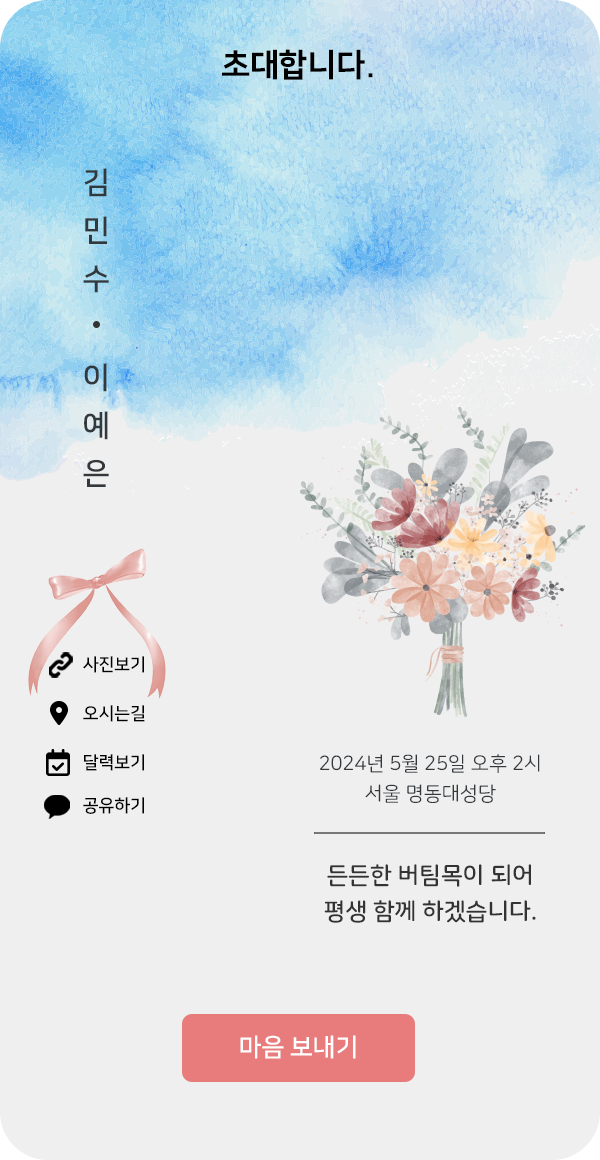 초대합니다.
김민수 • 이예은
사진보기
오시는길
달력보기
공유하기
2024년 5월 25일 오후 2시
서울 명동대성당
든든한 버팀목이 되어
평생 함께 하겠습니다.
마음 보내기